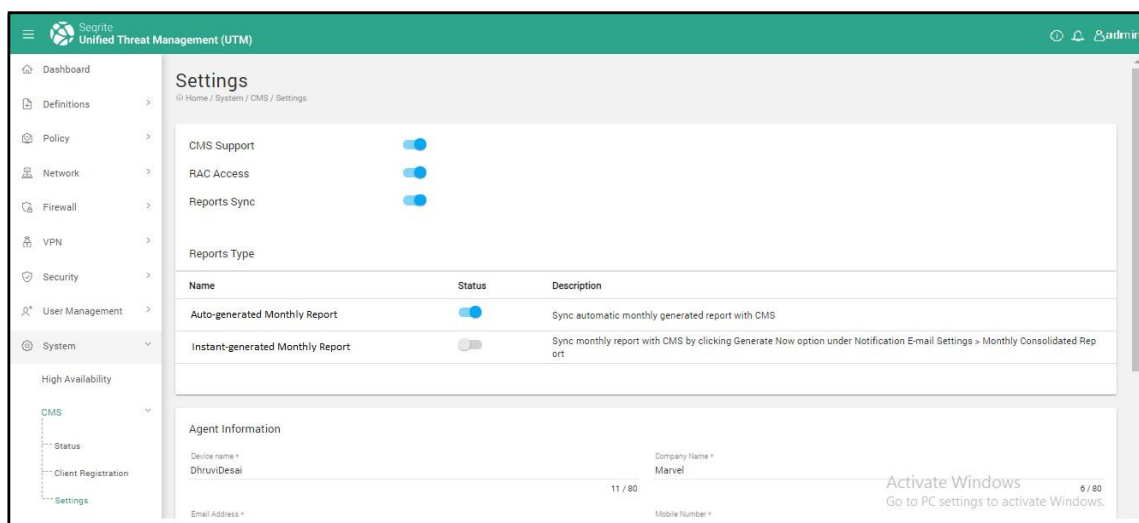 Seqrite
Unified Threat Management (UTM)
admin
Dashboard
Definitions
Policy
Network
Firewall
VPN
Security
User Management
System
High Availability
CMS
Status
Client Registration
Settings
Settings
Home / System / CMS / Settings
CMS Support
RAC Access
Reports Sync
Reports Type
Name Status Description
Auto-generated Monthly Report Sync automatic monthly generated report with CMS
Instant-generated Monthly Report Sync monthly report with CMS by clicking Generate Now option under Notification E-mail Settings > Monthly Consolidated Rep
ort
Agent Information
Device name * Company Name *
DhruviDesai Marvel
11 / 80 6 / 80
Email Address * Mobile Number *
Activate Windows
Go to PC settings to activate Windows.